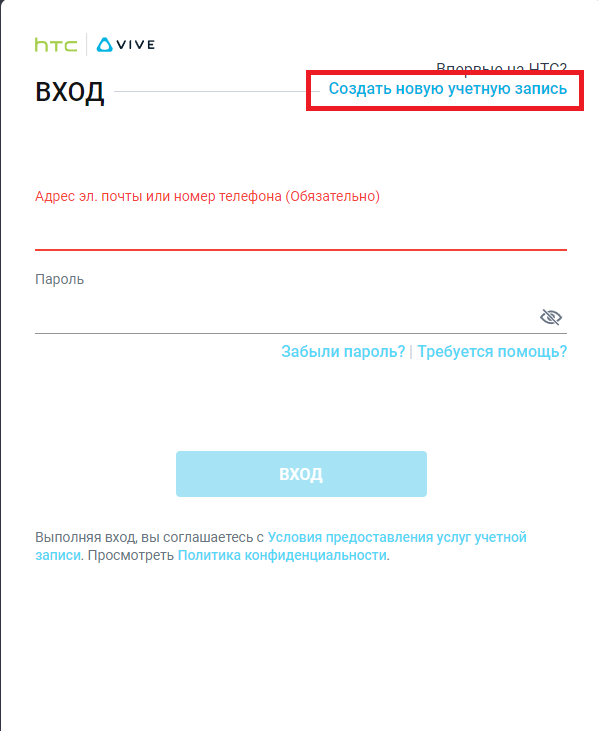 hTC VIVE
Впервые на HTC?
ВХОД
Создать новую учетную запись
Адрес эл. почты или номер телефона (Обязательно)
Пароль
Забыли пароль? | Требуется помощь?
ВХОД
Выполняя вход, вы соглашаетесь с Условия предоставления услуг учетной
записи. Просмотреть Политика конфиденциальности.